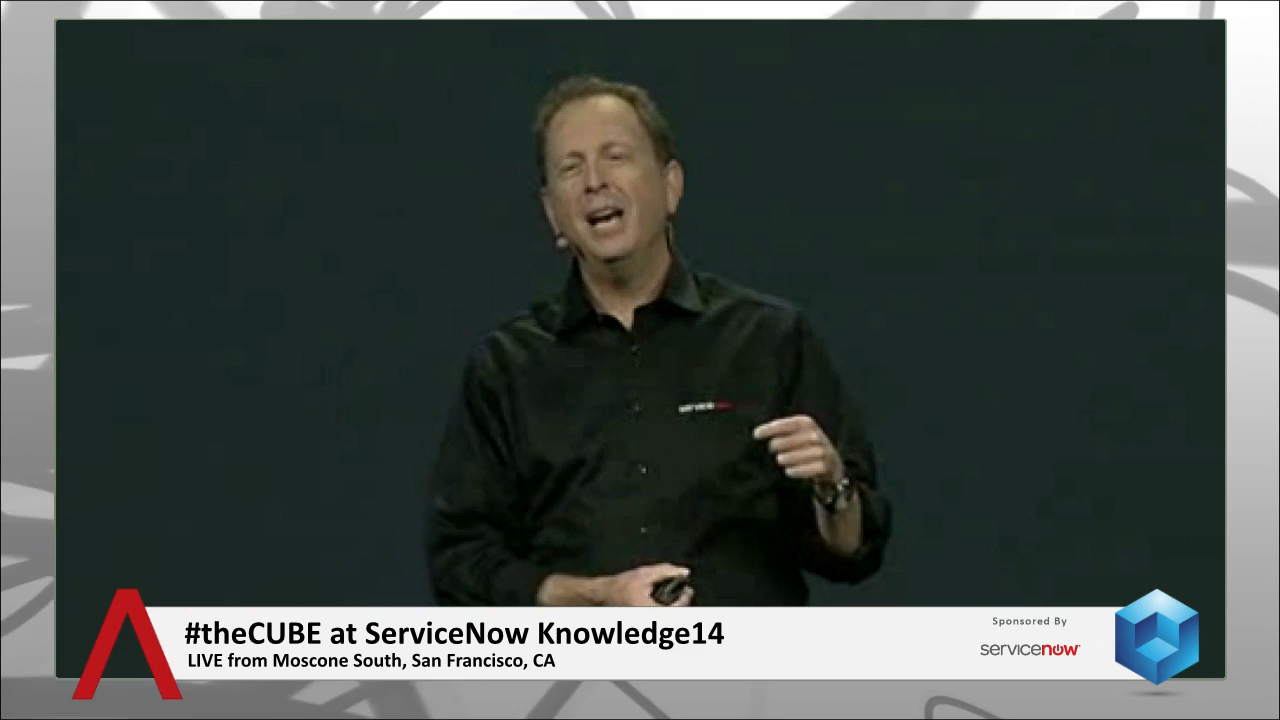 #theCUBE at ServiceNow Knowledge14
LIVE from Moscone South, San Francisco, CA
Sponsored By
servicenow